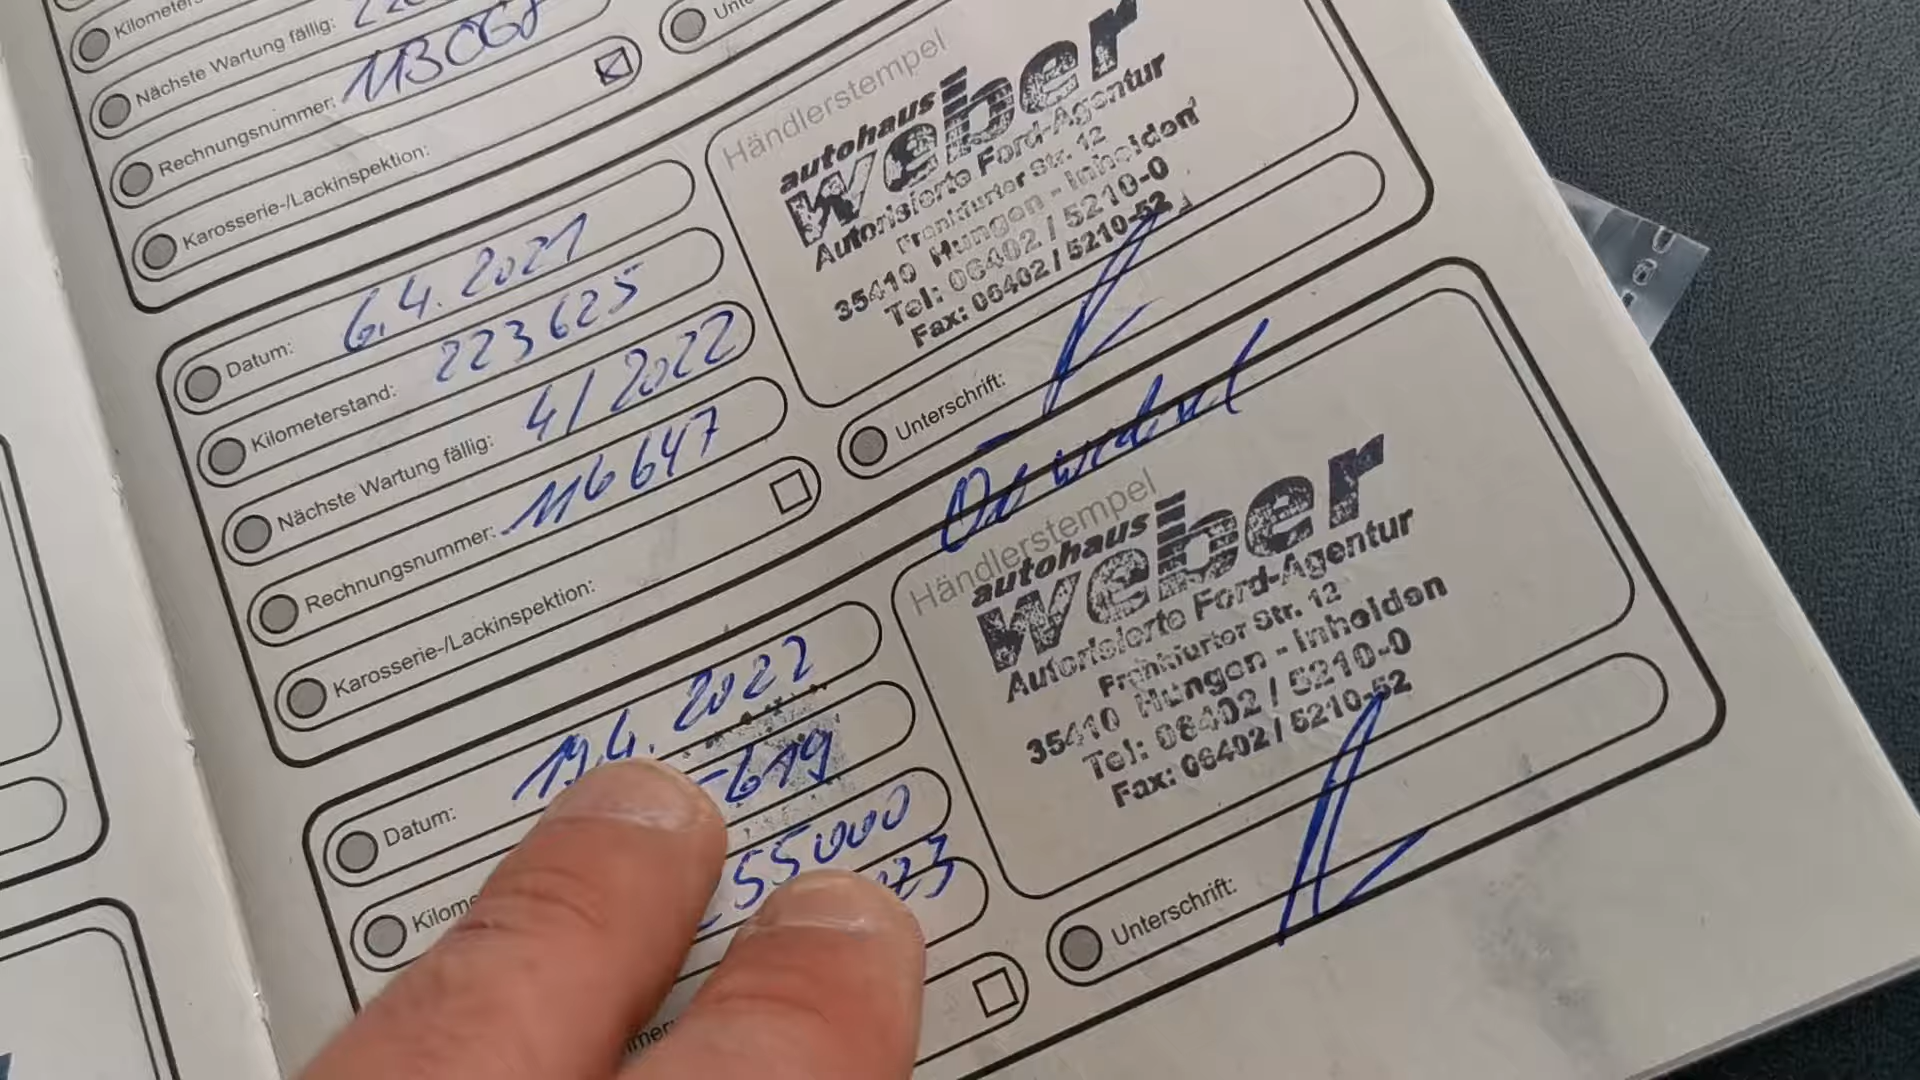 Nächste Wartung fällig:
Rechnungsnummer:
Karosserie-/Lackinspektion:
Händlerstempel
autohaus
weber
Autorisierte Ford-Agentur
Frankfurter Str. 12
35410 Hungen - Inheiden
Tel: 06402 / 5210-0
Fax: 06402 / 5210-52
Datum: 6.4.2021
Kilometerstand: 223625
Nächste Wartung fällig: 4/2022
Rechnungsnummer: 116647
Karosserie-/Lackinspektion:
Unterschrift:
Händlerstempel
autohaus
weber
Autorisierte Ford-Agentur
Frankfurter Str. 12
35410 Hungen - Inheiden
Tel: 06402 / 5210-0
Fax: 06402 / 5210-52
Datum: 19.4.2022
619
55000
Unterschrift: